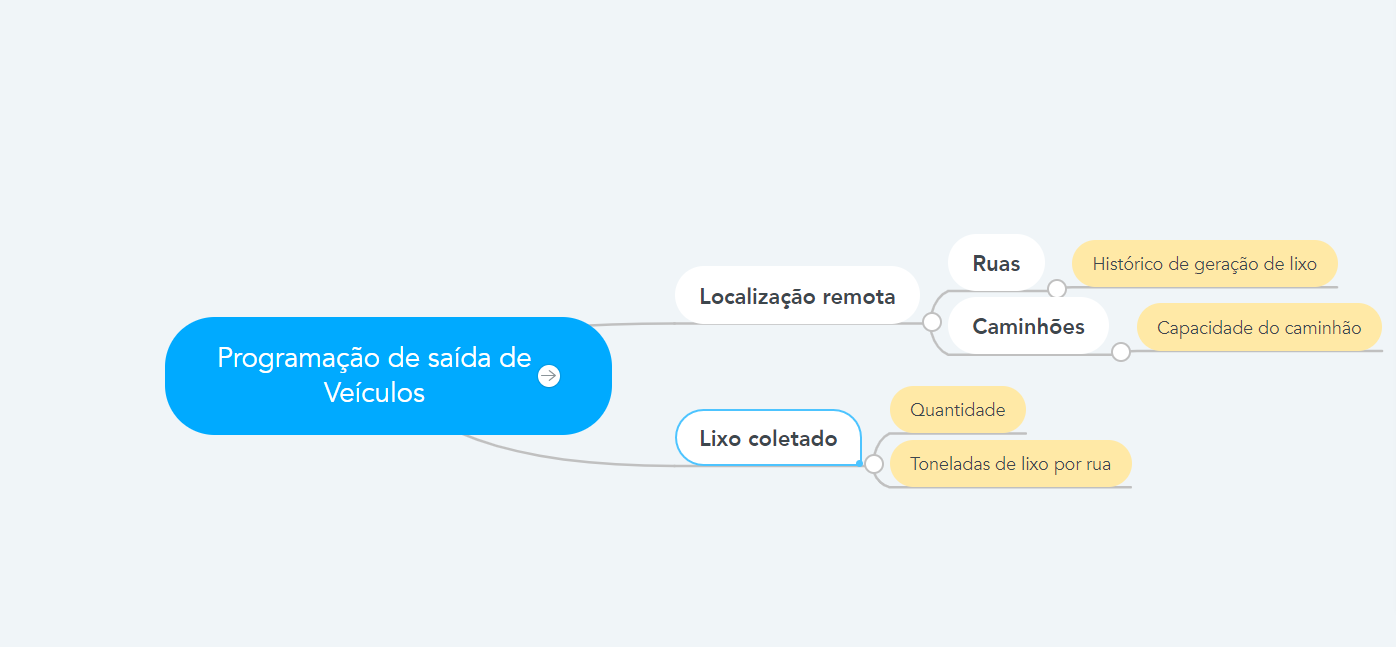 Programação de saída de
Veículos
Localização remota
Ruas
Histórico de geração de lixo
Caminhões
Capacidade do caminhão
Lixo coletado
Quantidade
Toneladas de lixo por rua